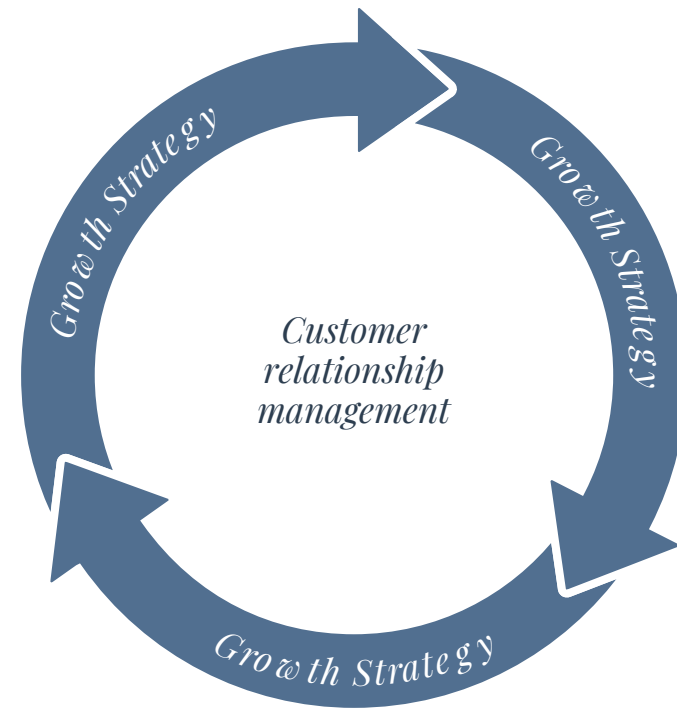 Growth Strategy
Growth Strategy
Customer
relationship
management
Growth Strategy